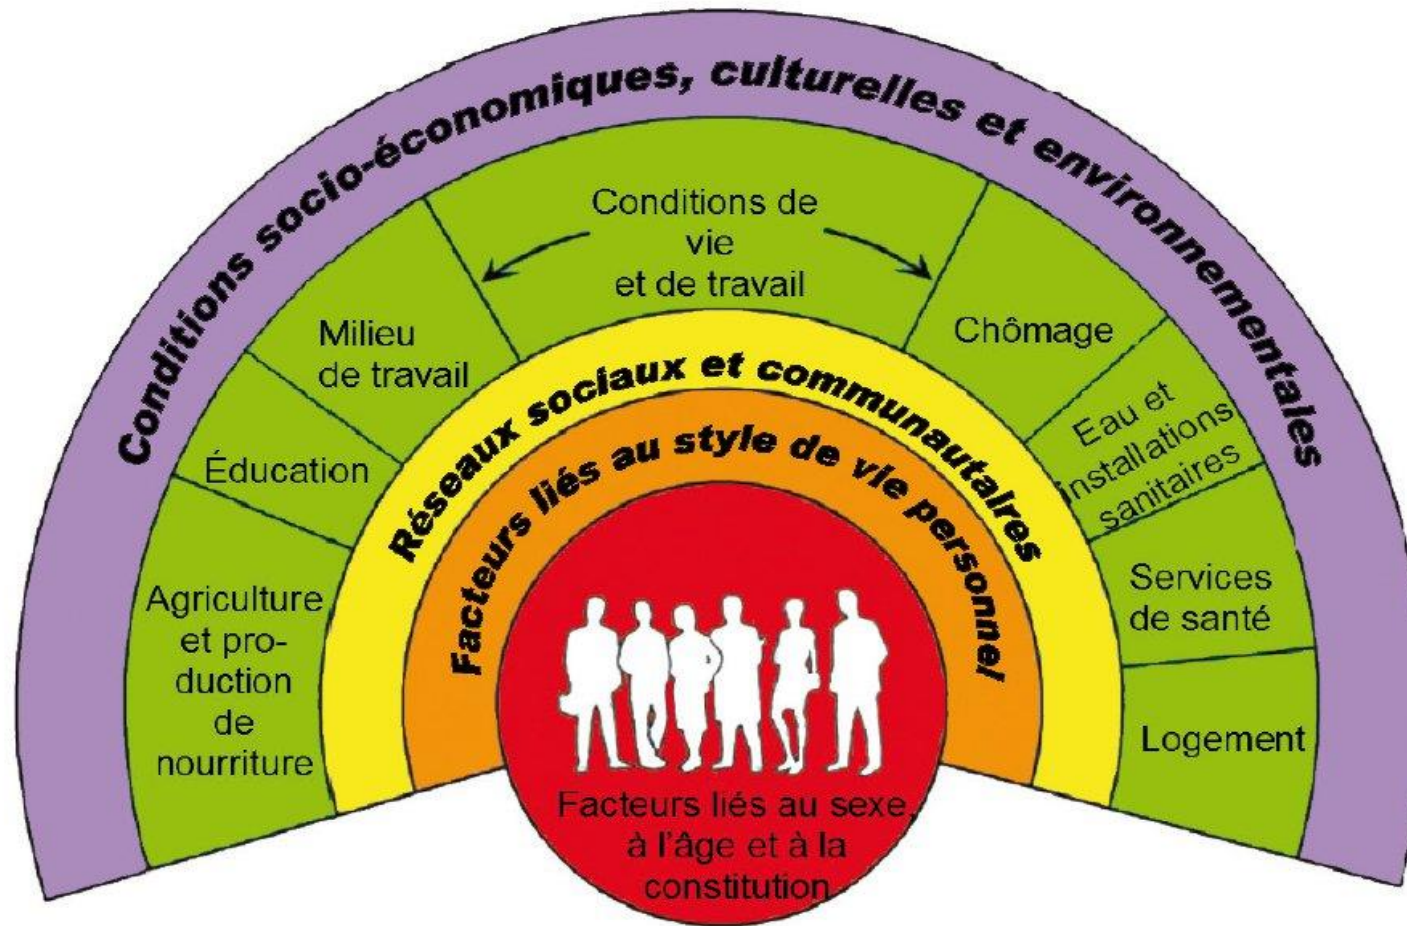 Conditions socio-économiques, culturelles et environnementales
Conditions de
vie
et de travail
Agriculture
et pro-
duction
de
nourriture
Éducation
Milieu
de travail
Chômage
Eau et
installations
sanitaires
Services
de santé
Logement
Réseaux sociaux et communautaires
Facteurs liés au style de vie personnel
Facteurs liés au sexe,
à l'âge et à la
constitution